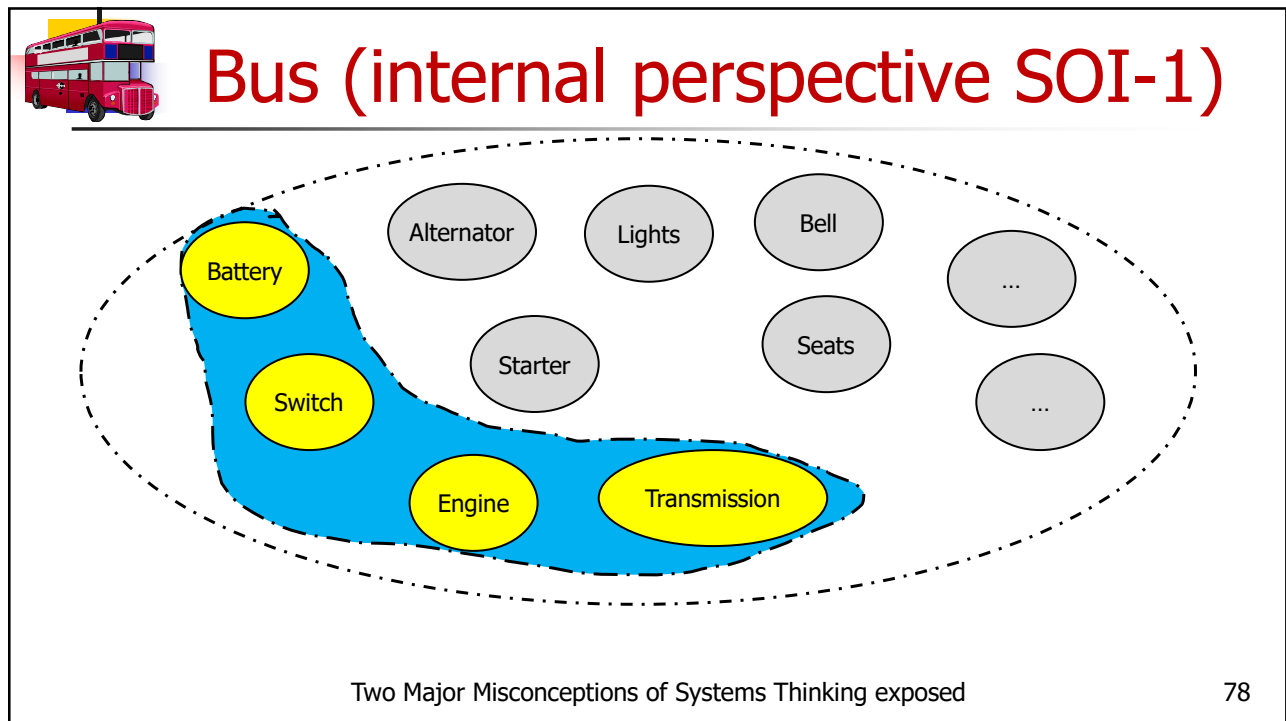 Bus (internal perspective SOI-1)
Alternator
Lights
Bell
Battery
...
Starter
Seats
Switch
...
Engine
Transmission
Two Major Misconceptions of Systems Thinking exposed
78